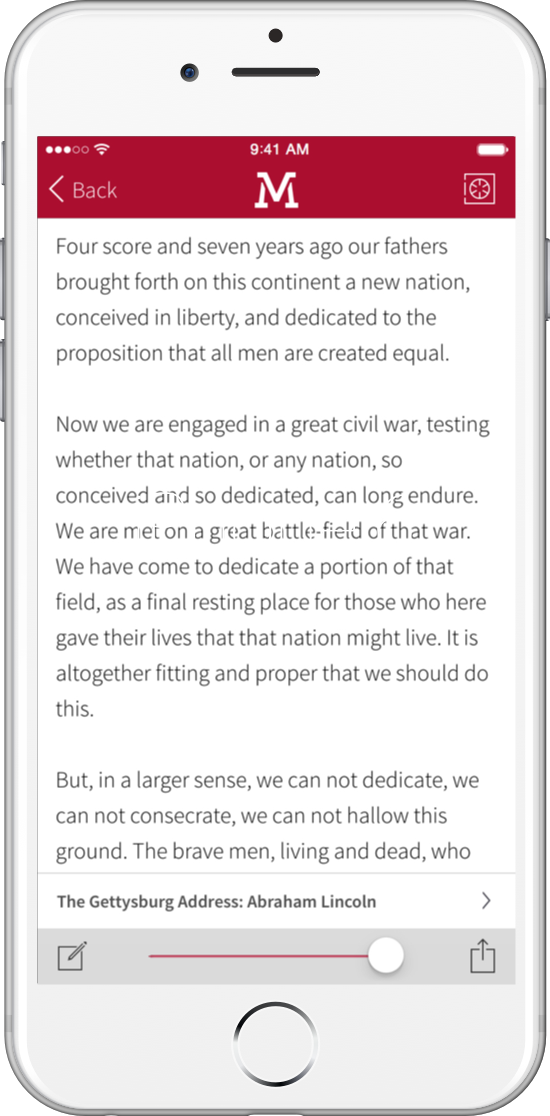 9:41 AM
Back
M
Four score and seven years ago our fathers
brought forth on this continent a new nation,
conceived in liberty, and dedicated to the
proposition that all men are created equal.
Now we are engaged in a great civil war, testing
whether that nation, or any nation, so
conceived and so dedicated, can long endure.
We are met on a great battle-field of that war.
We have come to dedicate a portion of that
field, as a final resting place for those who here
gave their lives that that nation might live. It is
altogether fitting and proper that we should do
this.
But, in a larger sense, we can not dedicate, we
can not consecrate, we can not hallow this
ground. The brave men, living and dead, who
The Gettysburg Address: Abraham Lincoln